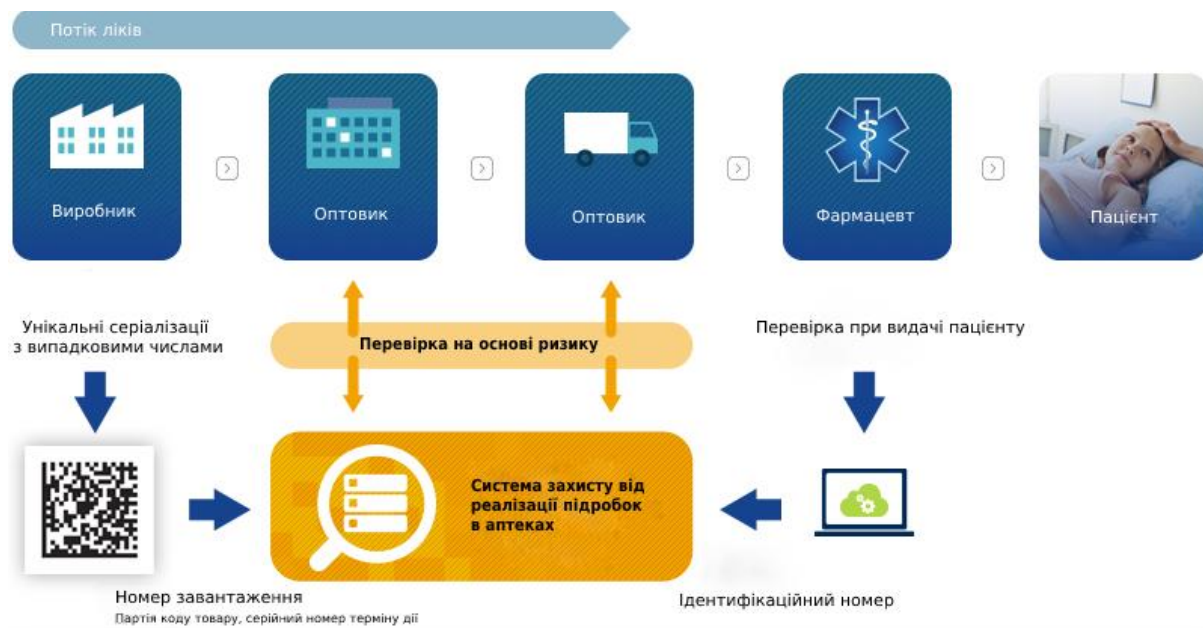 Потік ліків
Виробник
Оптовик
Оптовик
Фармацевт
Пацієнт
Унікальні серіалізації
з випадковими числами
Перевірка на основі ризику
Перевірка при видачі пацієнту
Система захисту від
реалізації підробок
в аптеках
Номер завантаження
Партія коду товару, серійний номер терміну дії
Ідентифікаційний номер